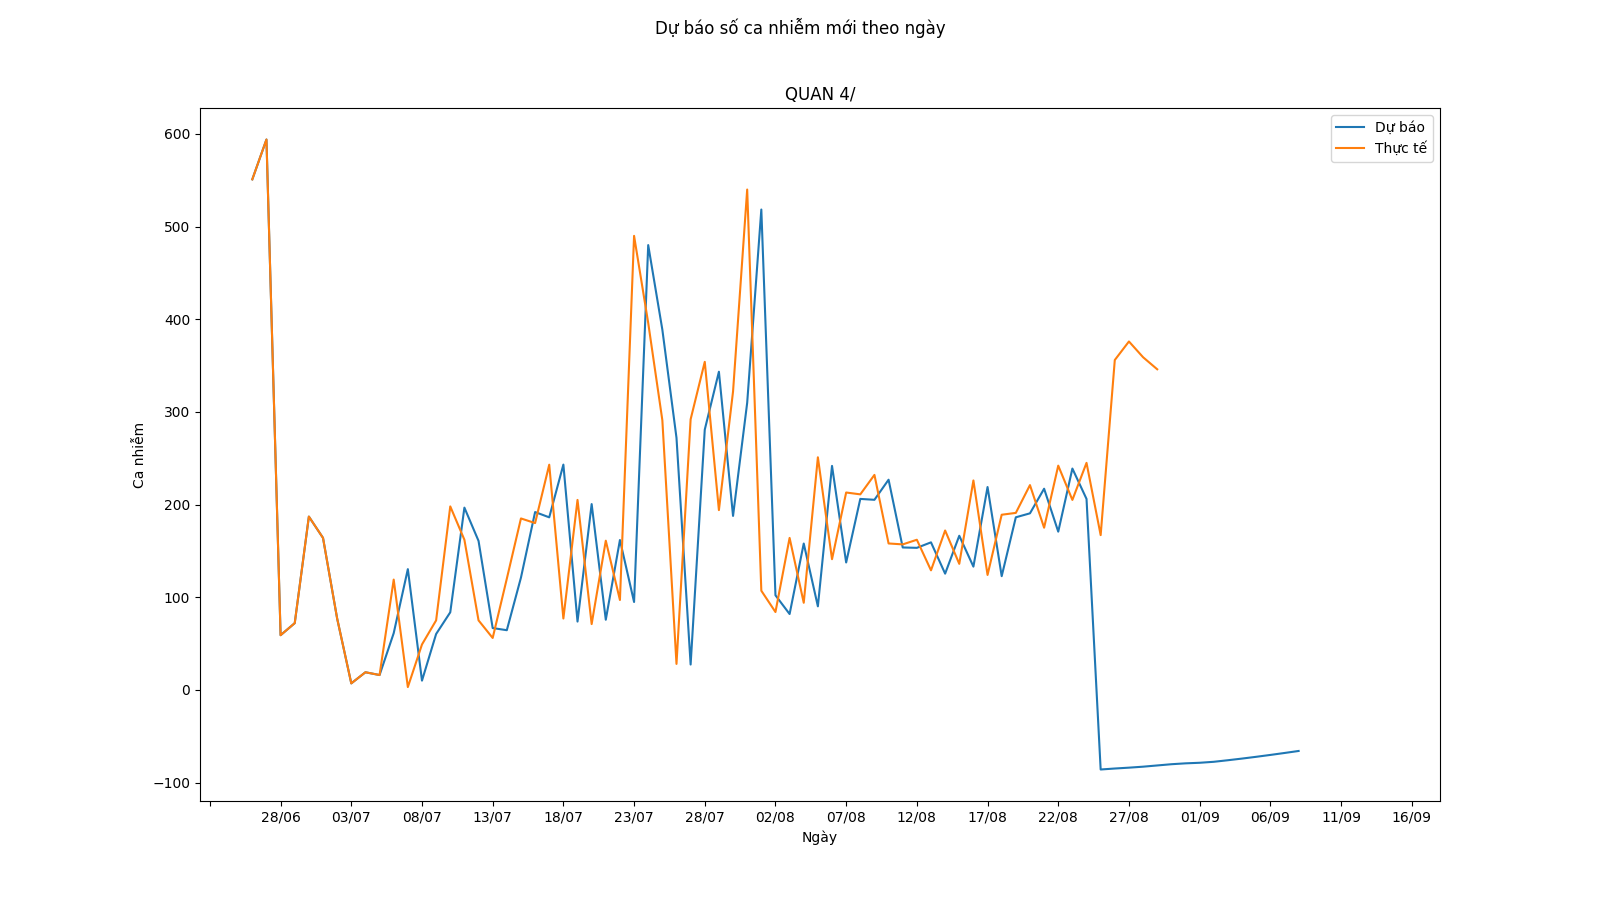 Dự báo số ca nhiễm mới theo ngày
QUAN 4/
Dự báo
Thực tế
600
500
400
300
200
100
0
−100
Ca nhiễm
28/06 03/07 08/07 13/07 18/07 23/07 28/07 02/08 07/08 12/08 17/08 22/08 27/08 01/09 06/09 11/09 16/09
Ngày